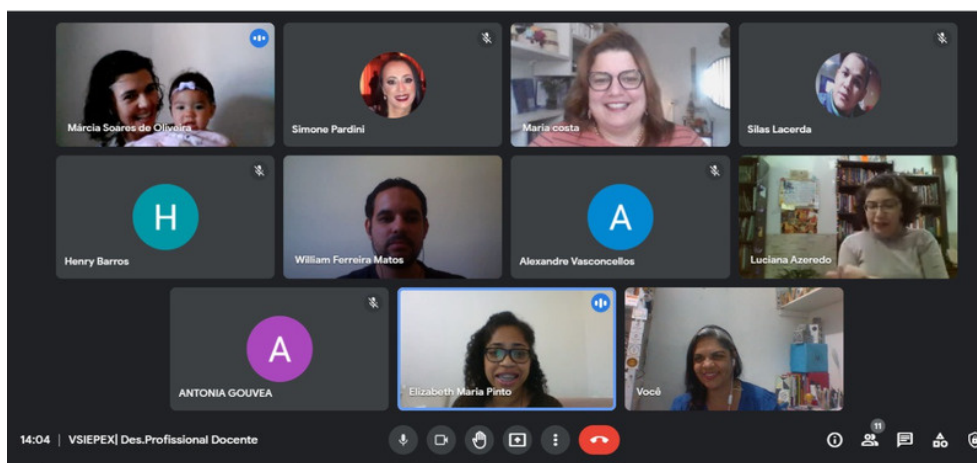 Márcia Soares de Oliveira
Simone Pardini
Maria costa
Silas Lacerda
H
Henry Barros
William Ferreira Matos
A
Alexandre Vasconcellos
Luciana Azeredo
A
ANTONIA GOUVEA
Elizabeth Maria Pinto
Você
14:04 | VSIEPEX| Des.Profissional Docente
11